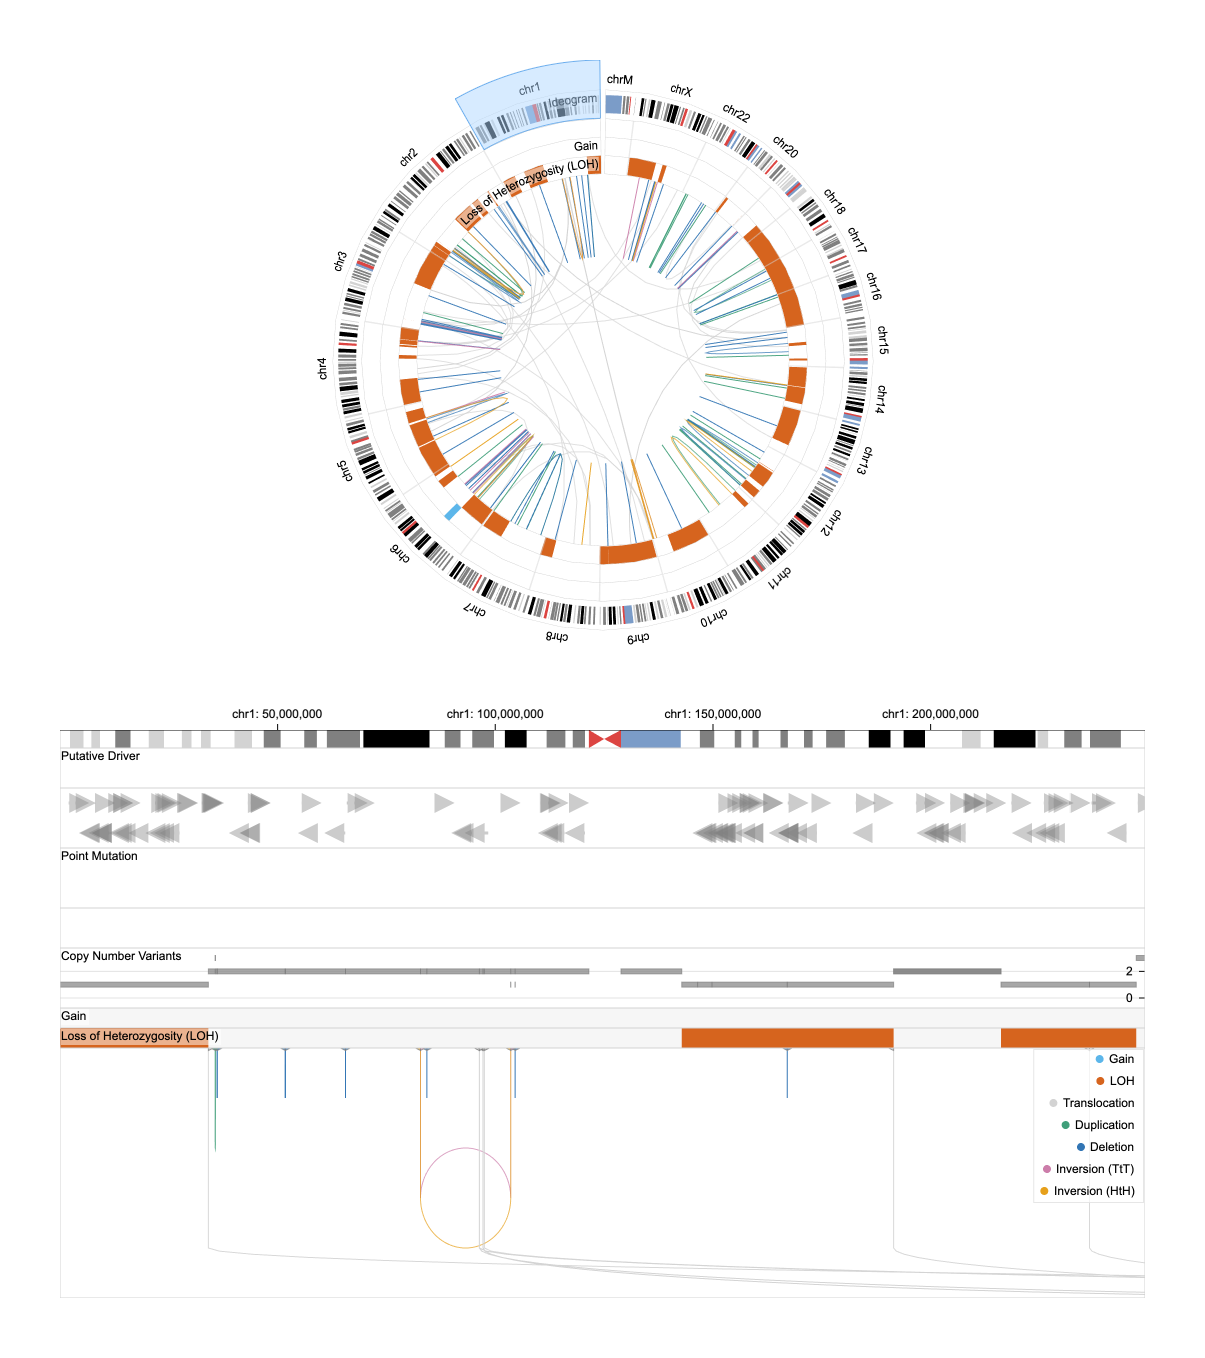 chrM
chrX
chr22
chr20
chr18
chr17
chr16
chr15
chr14
chr13
chr12
chr11
chr10
chr9
chr8
chr7
chr6
chr5
chr4
chr3
chr2
chr1
Ideogram
Gain
Loss of Heterozygosity (LOH)
chr1: 50,000,000 chr1: 100,000,000 chr1: 150,000,000 chr1: 200,000,000
Putative Driver
Point Mutation
Copy Number Variants
2
0
Gain
Loss of Heterozygosity (LOH)
Gain
LOH
Translocation
Duplication
Deletion
Inversion (TtT)
Inversion (HtH)